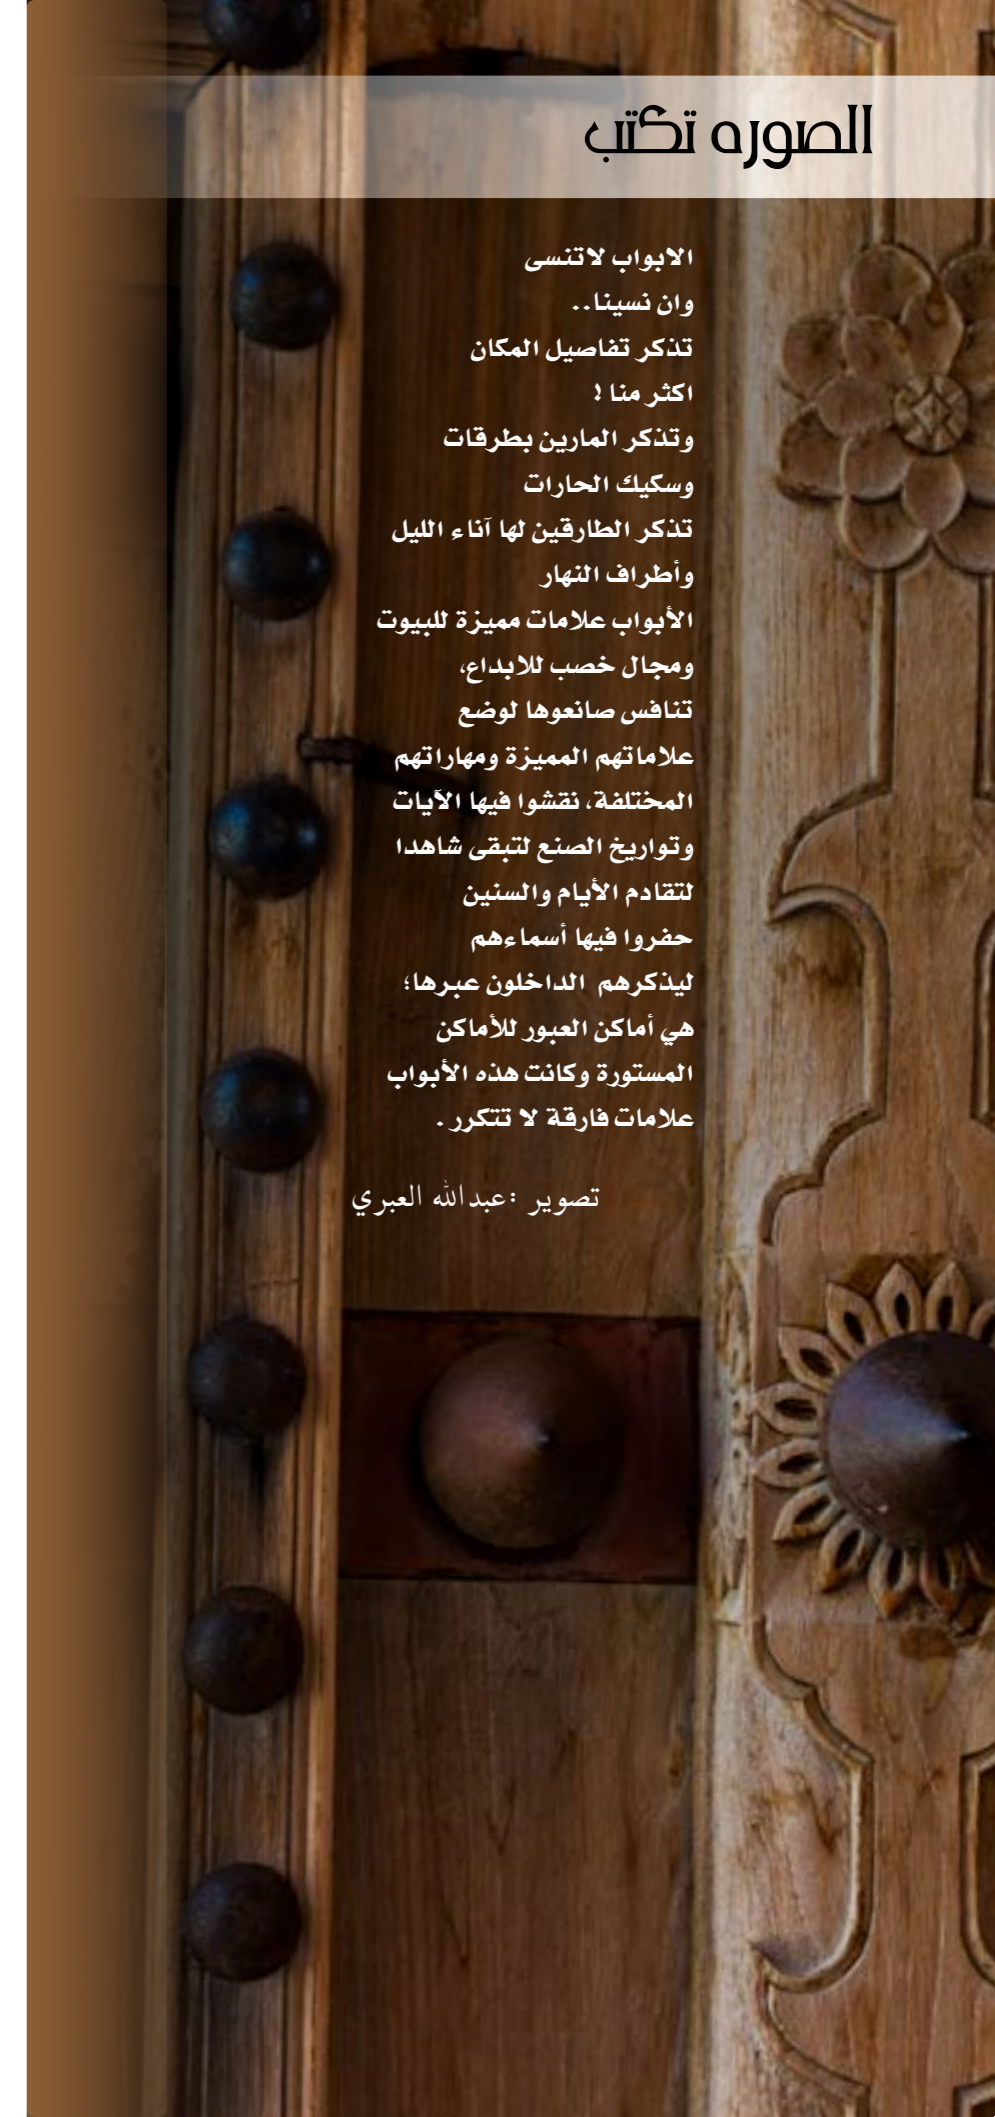 الصوره تكتب
الابواب لاتنسى
وان نسينا..
تذكر تفاصيل المكان
اكثر منا !
وتذكر المارين بطرقات
وسكيك الحارات
تذكر الطارقين لها آناء الليل
وأطراف النهار
الأبواب علامات مميزة للبيوت
ومجال خصب للابداع،
تنافس صانعوها لوضع
علاماتهم المميزة ومهاراتهم
المختلفة، نقشوا فيها الآيات
وتواريخ الصنع لتبقى شاهدا
لتقادم الأيام والسنين
حفروا فيها أسماءهم
ليذكرهم الداخلون عبرها؛
هي أماكن العبور للأماكن
المستورة وكانت هذه الأبواب
علامات فارقة لا تتكرر .
تصوير :عبدالله العبري